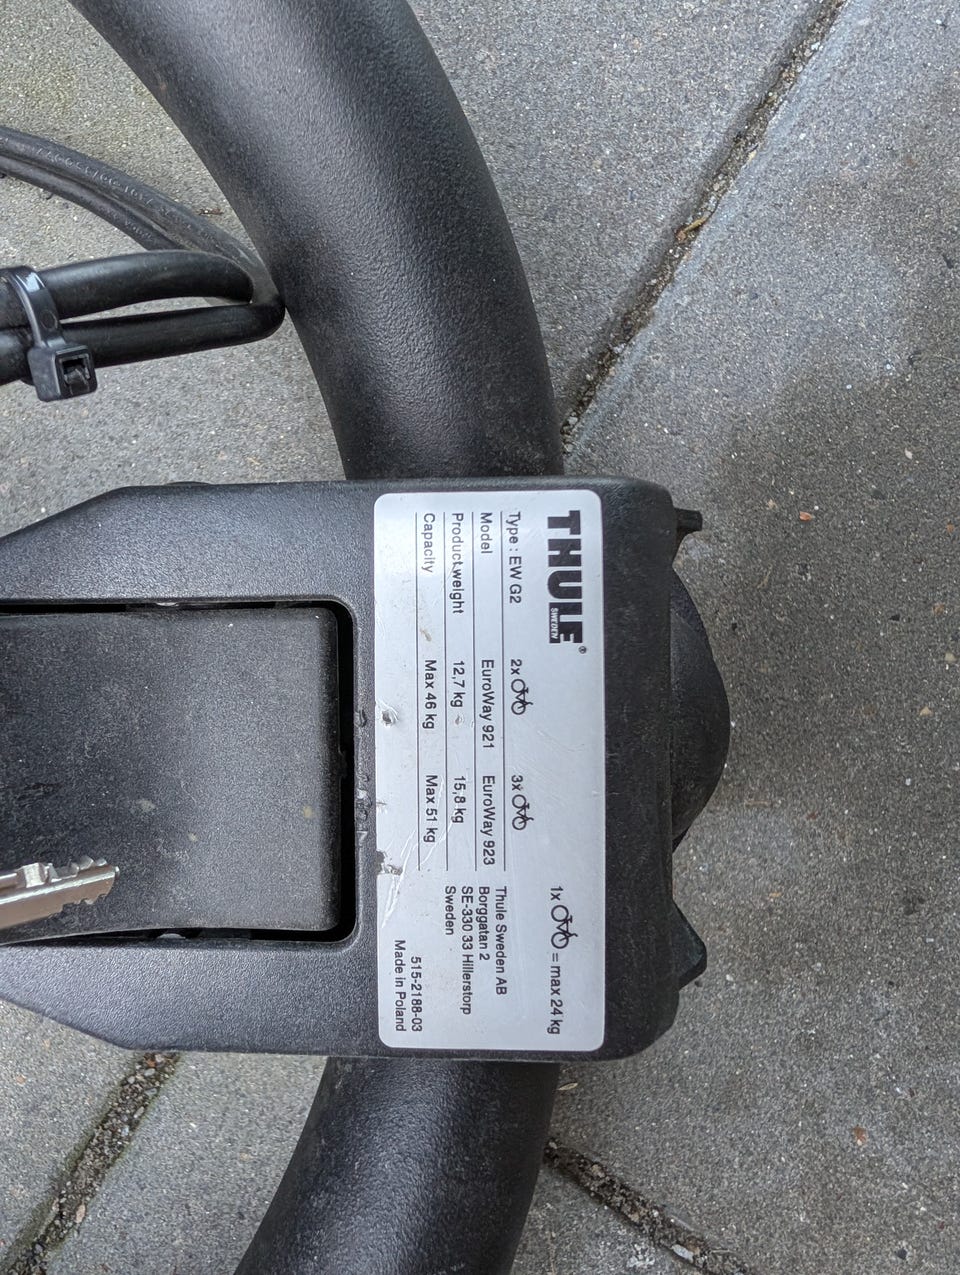 THULE®
SWEDEN
1x = max 24 kg
Type : EW G2 2x 3x
Model EuroWay 921 EuroWay 923
Product weight 12,7 kg 15,8 kg
Capacity Max 46 kg Max 51 kg
Thule Sweden AB
Borggatan 2
SE-330 33 Hillerstorp
Sweden
515-2188-03
Made in Poland